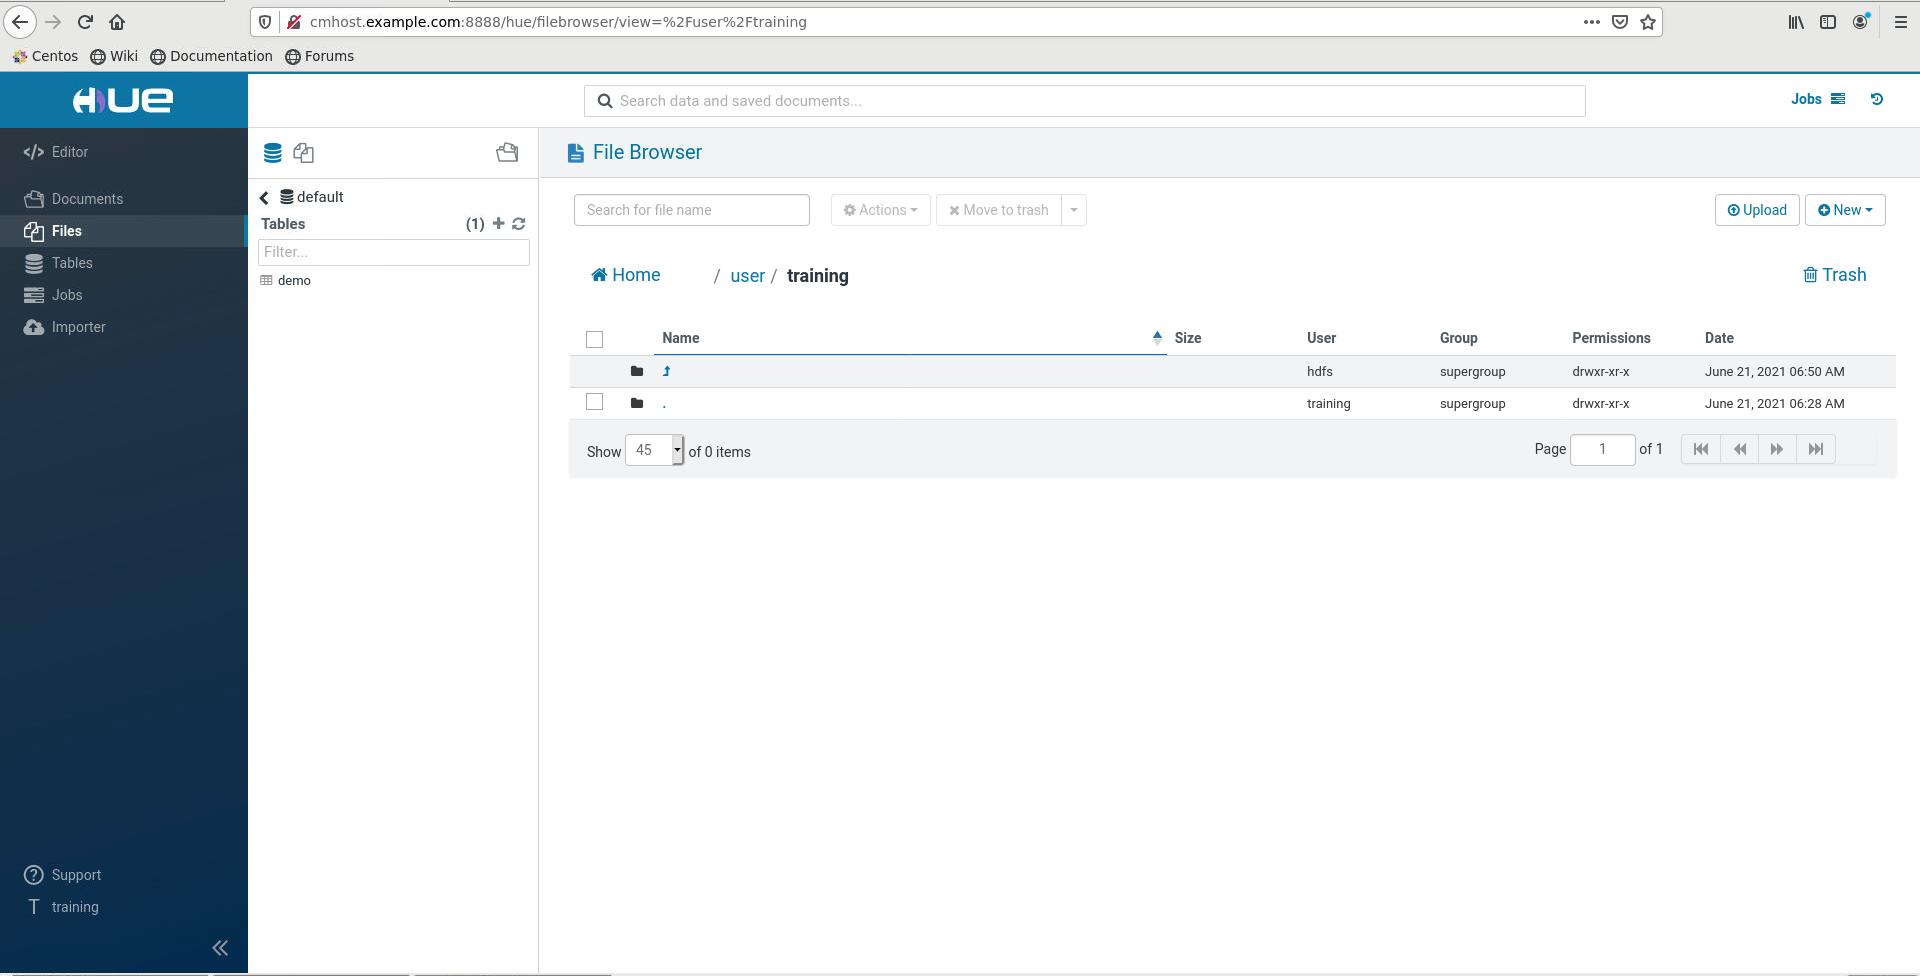 cmhost.example.com:8888/hue/filebrowser/view=%2Fuser%2Ftraining
Centos Wiki Documentation Forums
HUE
Search data and saved documents...
Jobs
Editor
Documents
Files
Tables
Jobs
Importer
Support
T training
default
Tables (1)
Filter...
demo
File Browser
Search for file name
Actions
Move to trash
Upload
New
Home / user / training
Trash
Name Size User Group Permissions Date
hdfs supergroup drwxr-xr-x June 21, 2021 06:50 AM
. training supergroup drwxr-xr-x June 21, 2021 06:28 AM
Show 45 of 0 items
Page 1 of 1